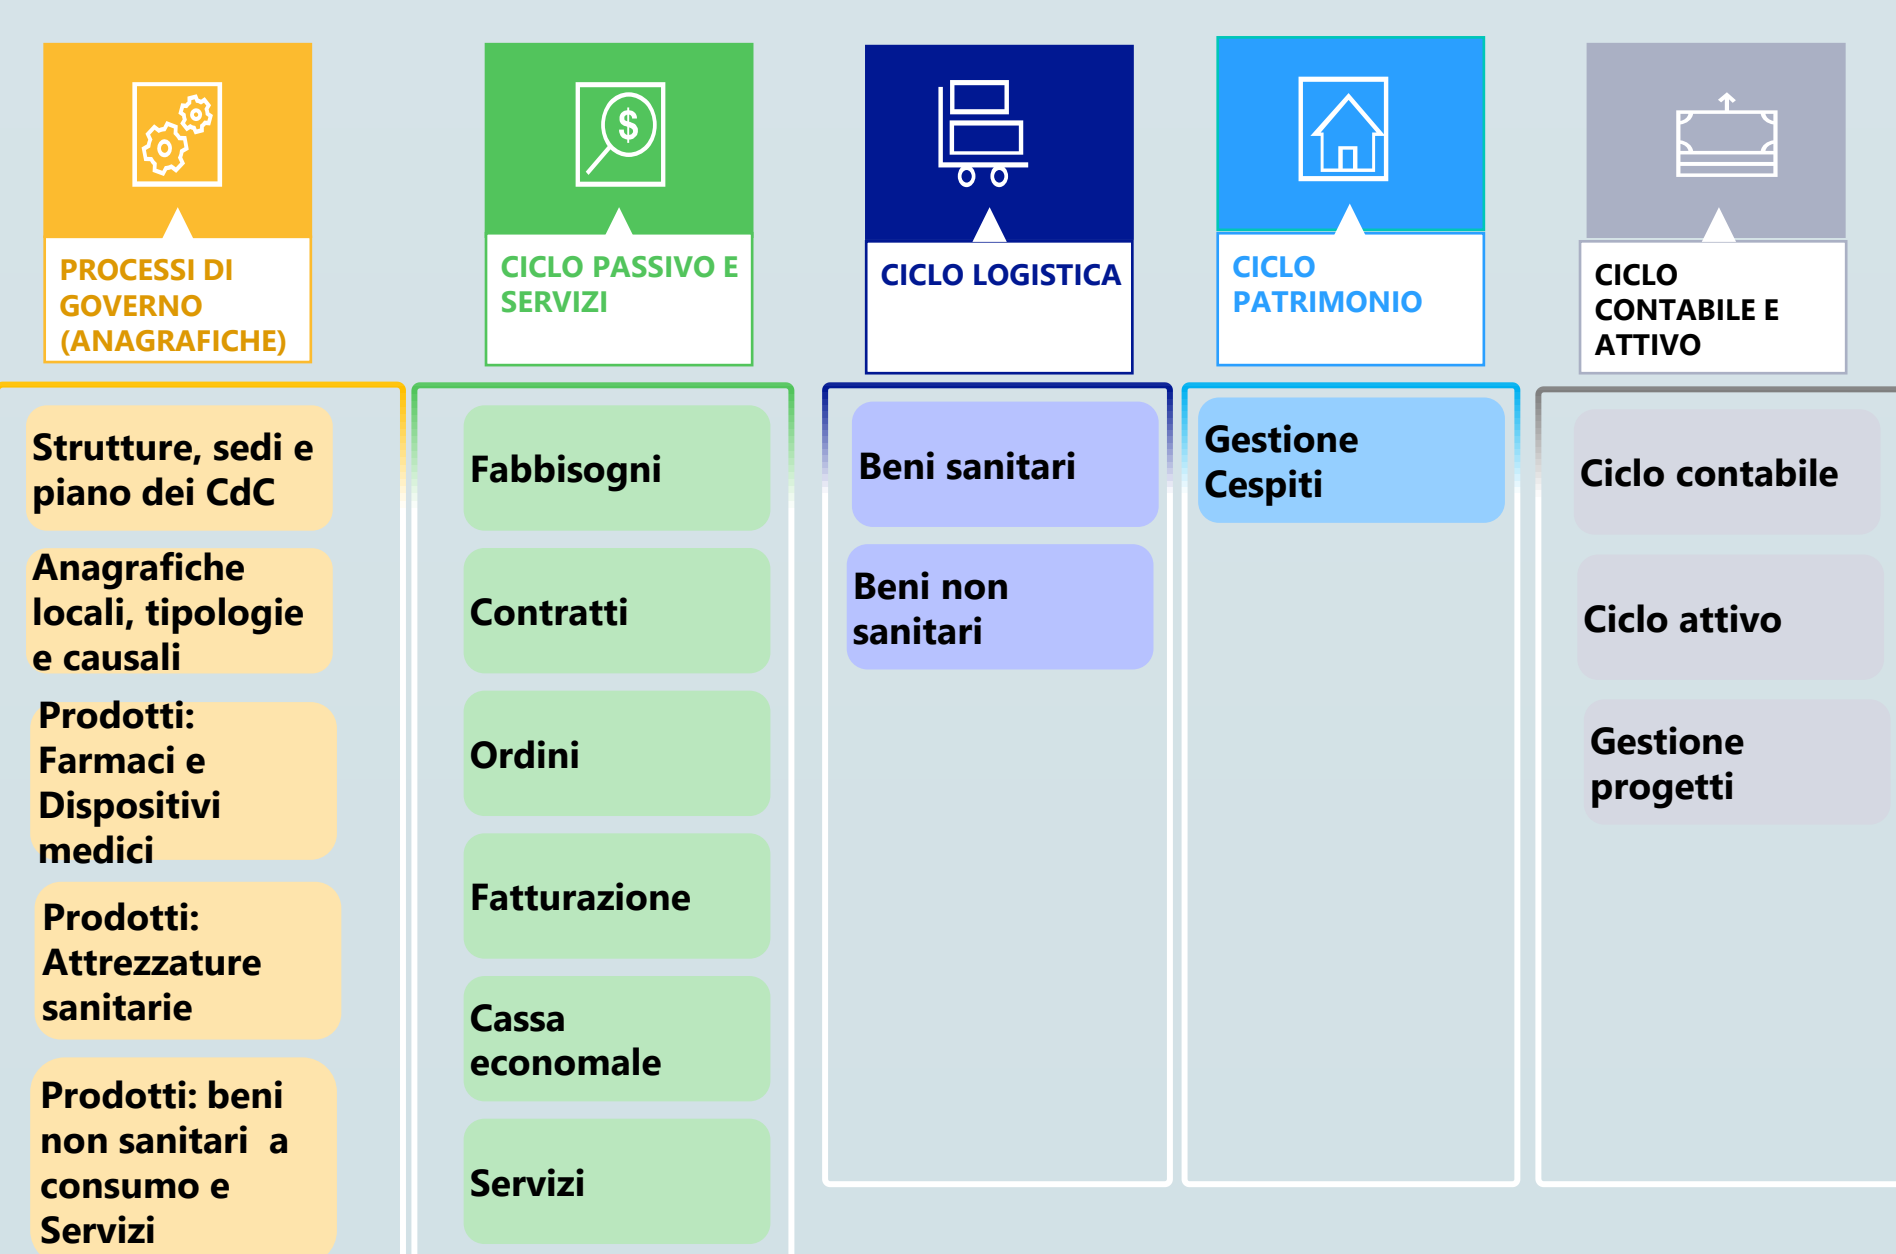 PROCESSI DI
GOVERNO
(ANAGRAFICHE)
CICLO PASSIVO E
SERVIZI
CICLO LOGISTICA
CICLO
PATRIMONIO
CICLO
CONTABILE E
ATTIVO
Strutture, sedi e
piano dei CdC
Anagrafiche
locali, tipologie
e causali
Prodotti:
Farmaci e
Dispositivi
medici
Prodotti:
Attrezzature
sanitarie
Prodotti: beni
non sanitari a
consumo e
Servizi
Fabbisogni
Contratti
Ordini
Fatturazione
Cassa
economale
Servizi
Beni sanitari
Beni non
sanitari
Gestione
Cespiti
Ciclo contabile
Ciclo attivo
Gestione
progetti